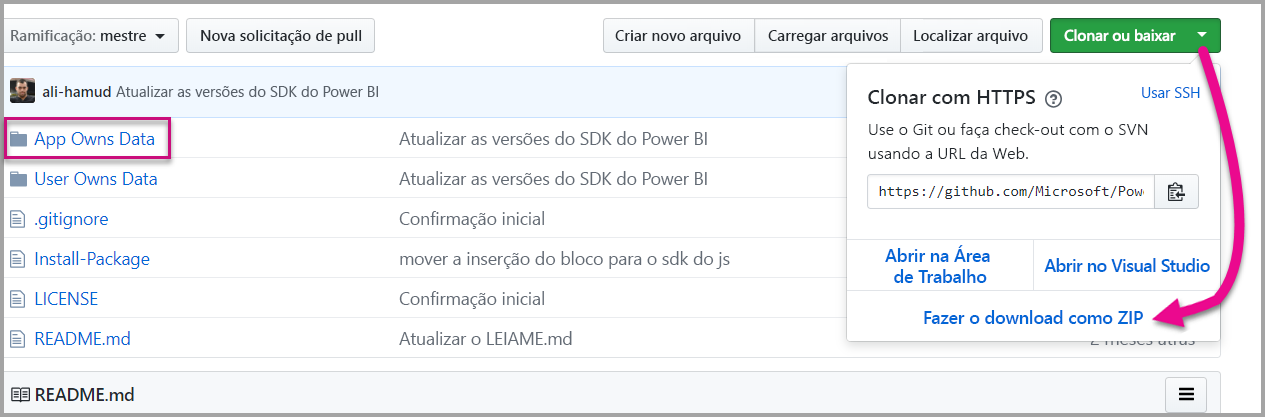 Ramificação: mestre
Nova solicitação de pull
Criar novo arquivo
Carregar arquivos
Localizar arquivo
Clonar ou baixar
ali-hamud Atualizar as versões do SDK do Power BI
App Owns Data
Atualizar as versões do SDK do Power BI
User Owns Data
Atualizar as versões do SDK do Power BI
.gitignore
Confirmação inicial
Install-Package
mover a inserção do bloco para o sdk do js
LICENSE
Confirmação inicial
README.md
Atualizar o LEIAME.md
2 meses atrás
Clonar com HTTPS ?
Usar SSH
Use o Git ou faça check-out com o SVN
usando a URL da Web.
https://github.com/Microsoft/Pow
Abrir na Área
de Trabalho
Abrir no Visual Studio
Fazer o download como ZIP
README.md